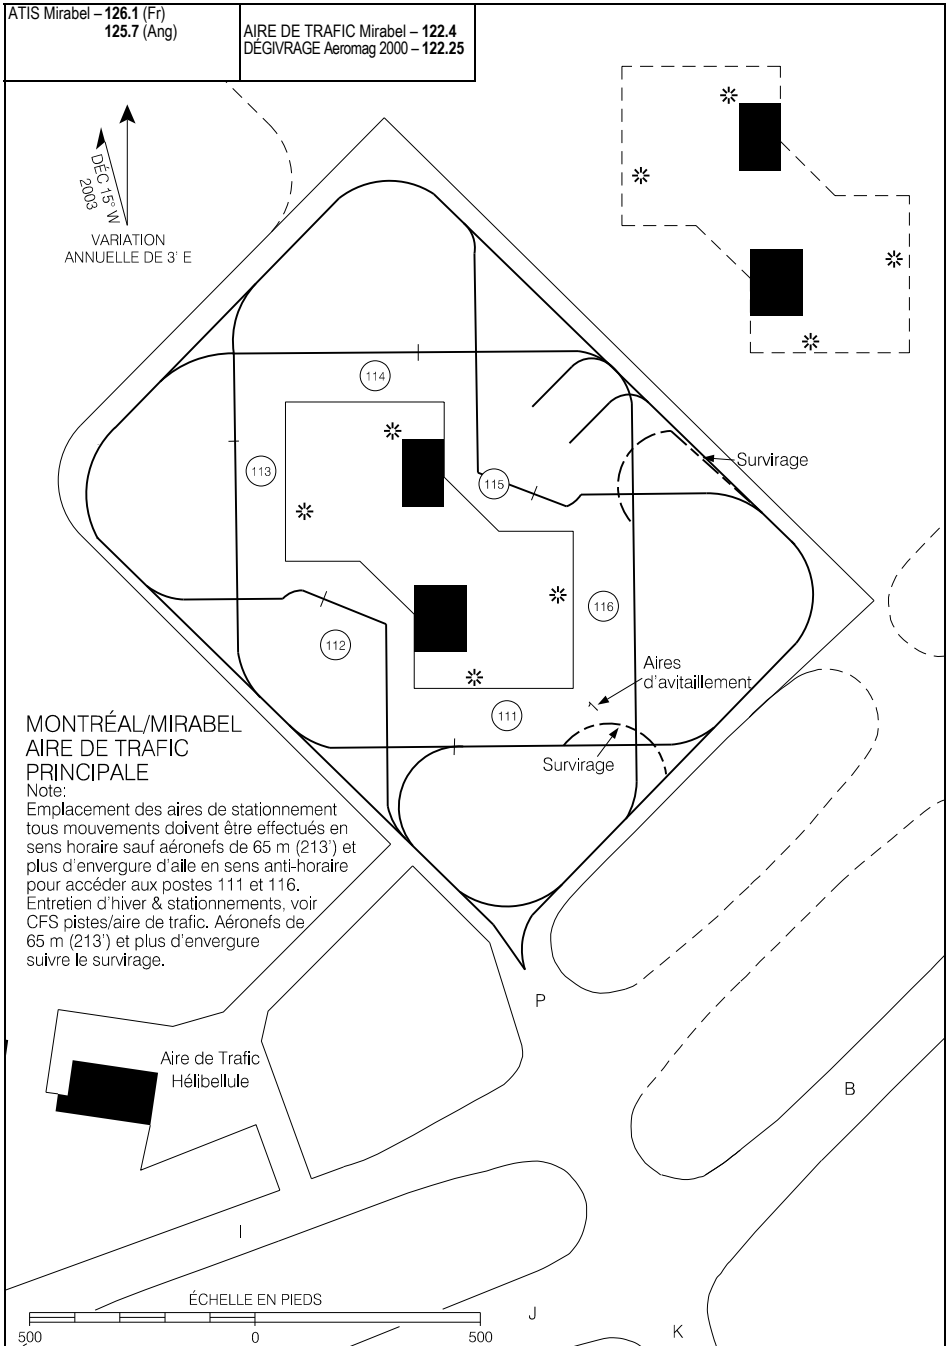 ATIS Mirabel – 126.1 (Fr)
125.7 (Ang)
AIRE DE TRAFIC Mirabel – 122.4
DÉGIVRAGE Aeromag 2000 – 122.25
DÉC 15° W
2003
VARIATION
ANNUELLE DE 3' E
114
113
115
Survirage
116
112
Aires
d'avitaillement
111
Survirage
MONTRÉAL/MIRABEL
AIRE DE TRAFIC
PRINCIPALE
Note:
Emplacement des aires de stationnement
tous mouvements doivent être effectués en
sens horaire sauf aéronefs de 65 m (213') et
plus d'envergure d'aile en sens anti-horaire
pour accéder aux postes 111 et 116.
Entretien d'hiver & stationnements, voir
CFS pistes/aire de trafic. Aéronefs de
65 m (213') et plus d'envergure
suivre le survirage.
P
Aire de Trafic
Hélibellule
B
I
ÉCHELLE EN PIEDS
500 0 500
J
K